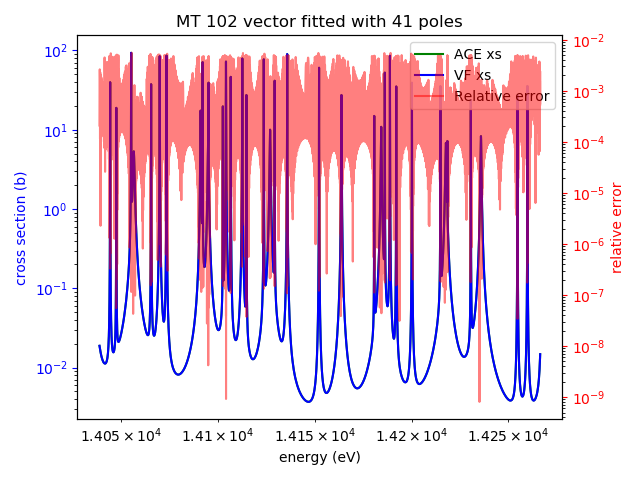 MT 102 vector fitted with 41 poles
ACE xs
VF xs
Relative error
cross section (b)
10^2
10^1
10^0
10^-1
10^-2
relative error
10^-2
10^-3
10^-4
10^-5
10^-6
10^-7
10^-8
10^-9
1.405 × 10^4
1.41 × 10^4
1.415 × 10^4
1.42 × 10^4
1.425 × 10^4
energy (eV)